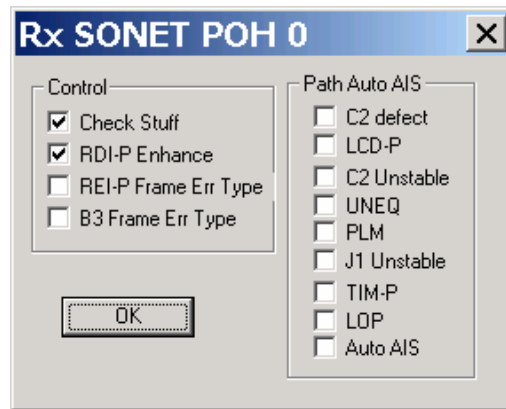 Rx SONET POH 0
Control
Check Stuff
RDI-P Enhance
REI-P Frame Err Type
B3 Frame Err Type
OK
Path Auto AIS
C2 defect
LCD-P
C2 Unstable
UNEQ
PLM
J1 Unstable
TIM-P
LOP
Auto AIS